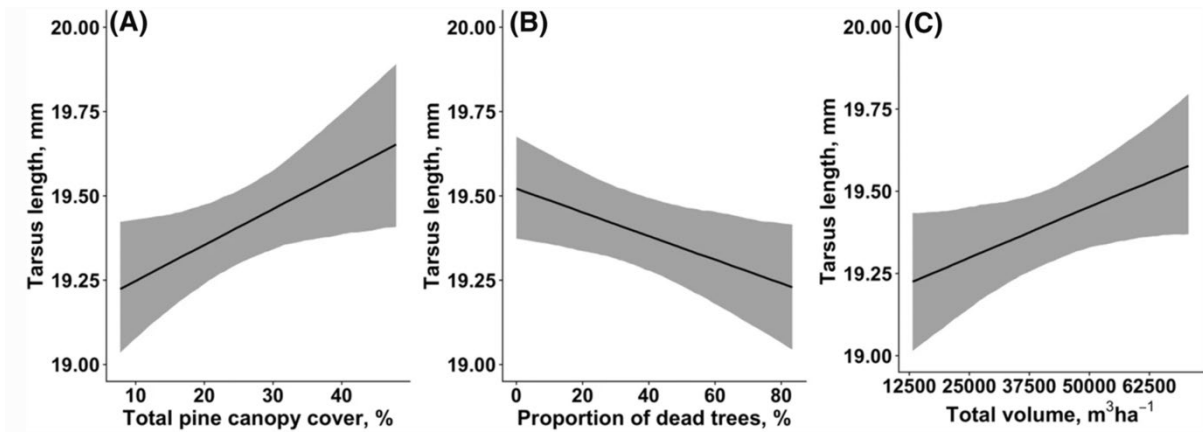 (A)
20.00
19.75
19.50
19.25
19.00
Tarsus length, mm
10 20 30 40
Total pine canopy cover, %
(B)
20.00
19.75
19.50
19.25
19.00
Tarsus length, mm
0 20 40 60 80
Proportion of dead trees, %
(C)
20.00
19.75
19.50
19.25
19.00
Tarsus length, mm
12500 25000 37500 50000 62500
Total volume, m³ha⁻¹